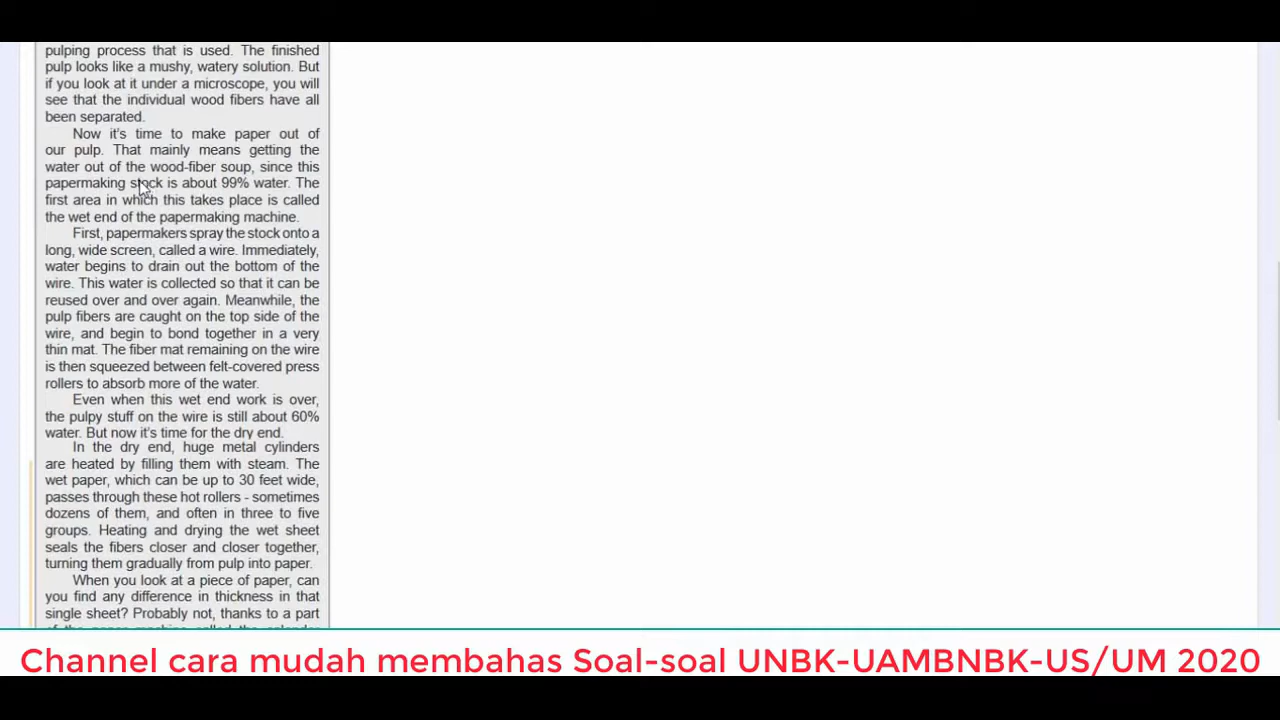 pulping process that is used. The finished
pulp looks like a mushy, watery solution. But
if you look at it under a microscope, you will
see that the individual wood fibers have all
been separated.
Now it's time to make paper out of
our pulp. That mainly means getting the
water out of the wood-fiber soup, since this
papermaking stock is about 99% water. The
first area in which this takes place is called
the wet end of the papermaking machine.
First, papermakers spray the stock onto a
long, wide screen, called a wire. Immediately,
water begins to drain out the bottom of the
wire. This water is collected so that it can be
reused over and over again. Meanwhile, the
pulp fibers are caught on the top side of the
wire, and begin to bond together in a very
thin mat. The fiber mat remaining on the wire
is then squeezed between felt-covered press
rollers to absorb more of the water.
Even when this wet end work is over,
the pulpy stuff on the wire is still about 60%
water. But now it's time for the dry end.
In the dry end, huge metal cylinders
are heated by filling them with steam. The
wet paper, which can be up to 30 feet wide,
passes through these hot rollers - sometimes
dozens of them, and often in three to five
groups. Heating and drying the wet sheet
seals the fibers closer and closer together,
turning them gradually from pulp into paper.
When you look at a piece of paper, can
you find any difference in thickness in that
single sheet? Probably not, thanks to a part
Channel cara mudah membahas Soal-soal UNBK-UAMBNBK-US/UM 2020